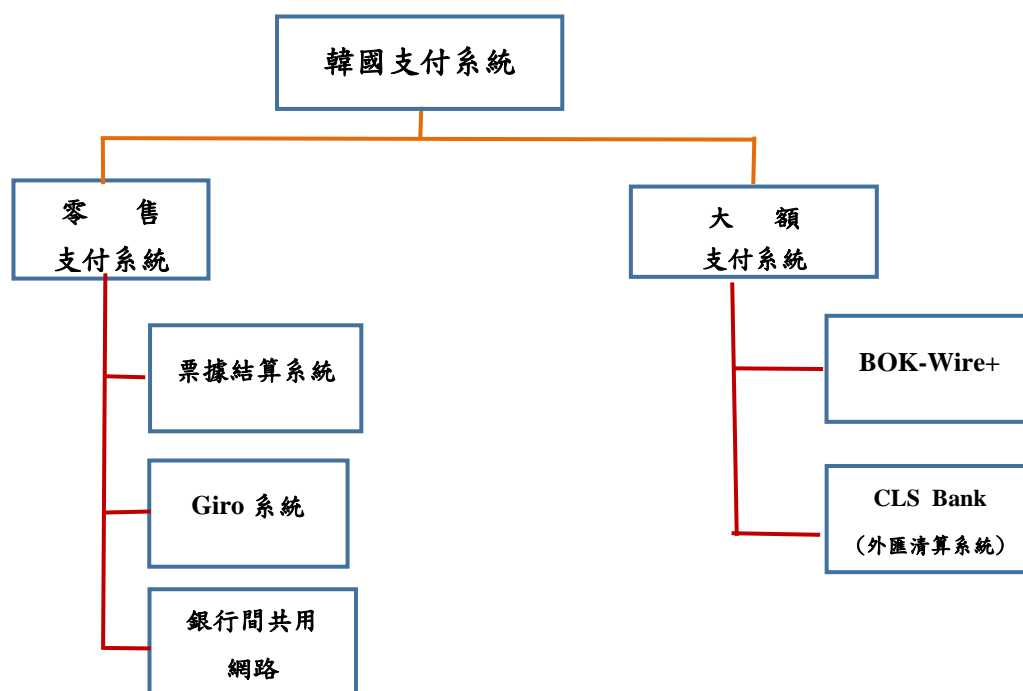 韓國支付系統
零 售
支付系統
大 額
支付系統
票據結算系統
BOK-Wire+
Giro 系統
CLS Bank
(外匯清算系統)
銀行間共用
網路